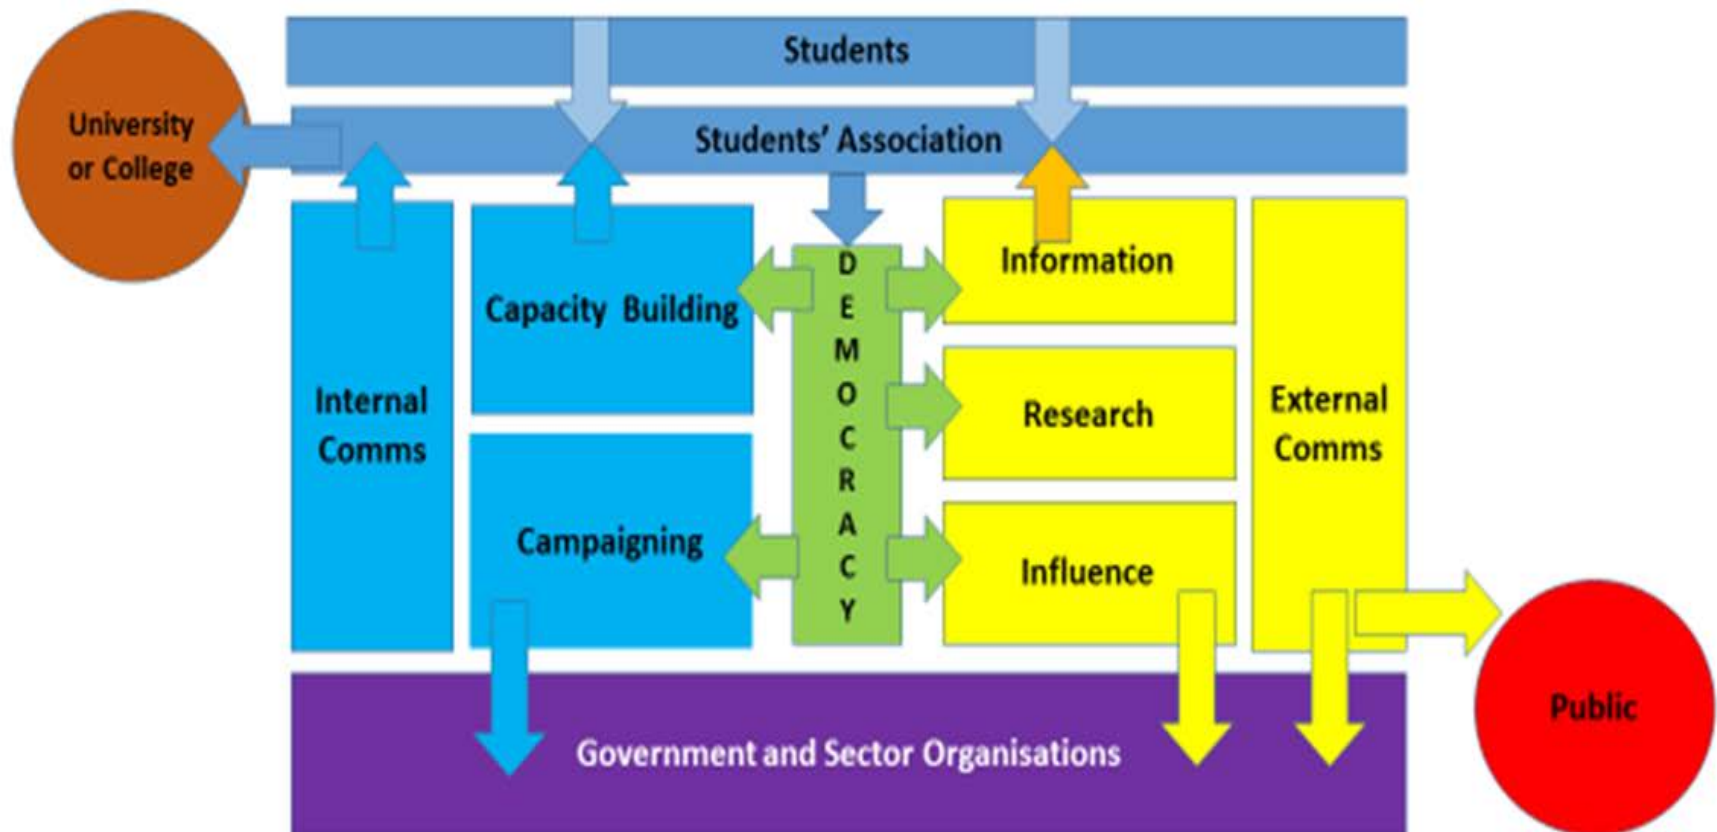 Students
University
or College
Students' Association
Internal
Comms
Capacity Building
Campaigning
D
E
M
O
C
R
A
C
Y
Information
Research
Influence
External
Comms
Public
Government and Sector Organisations